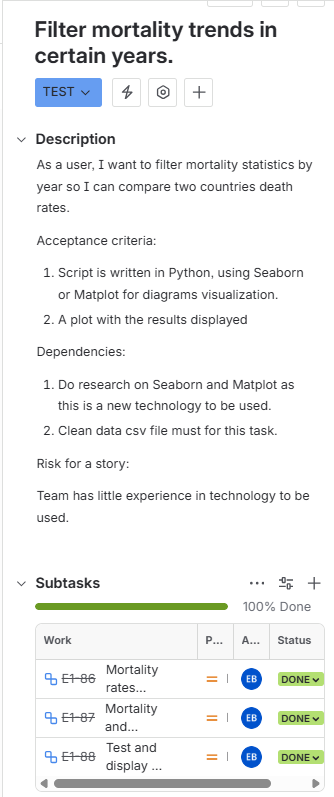 Filter mortality trends in
certain years.
TEST
Description
As a user, I want to filter mortality statistics by
year so I can compare two countries death
rates.
Acceptance criteria:
1. Script is written in Python, using Seaborn
or Matplot for diagrams visualization.
2. A plot with the results displayed
Dependencies:
1. Do research on Seaborn and Matplot as
this is a new technology to be used.
2. Clean data csv file must for this task.
Risk for a story:
Team has little experience in technology to be
used.
Subtasks
100% Done
Work P... A... Status
E1-86 Mortality rates... EB DONE
E1-87 Mortality and... EB DONE
E1-88 Test and display ... EB DONE